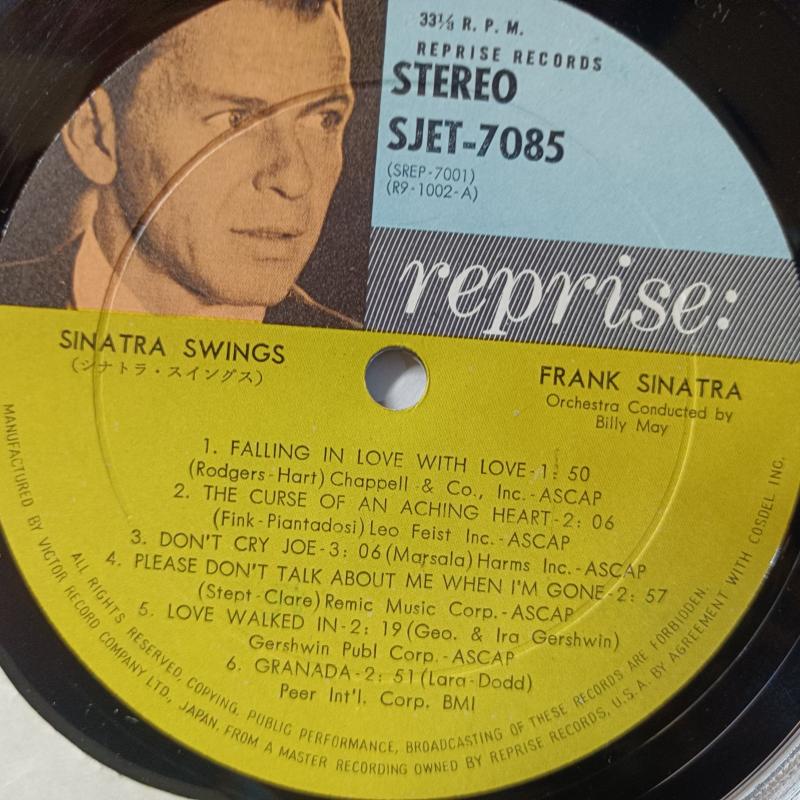 33⅓ R. P. M.
REPRISE RECORDS
STEREO
SJET-7085
(SREP-7001)
(R9-1002-A)
reprise:
SINATRA SWINGS
(シナトラ・スイングス)
FRANK SINATRA
Orchestra Conducted by
Billy May
1. FALLING IN LOVE WITH LOVE-1: 50
(Rodgers-Hart) Chappell & Co., Inc.-ASCAP
2. THE CURSE OF AN ACHING HEART-2: 06
(Fink-Piantadosi) Leo Feist Inc.-ASCAP
3. DON'T CRY JOE-3: 06 (Marsala) Harms Inc.-ASCAP
4. PLEASE DON'T TALK ABOUT ME WHEN I'M GONE-2: 57
(Stept-Clare) Remic Music Corp.-ASCAP
5. LOVE WALKED IN-2: 19 (Geo. & Ira Gershwin)
Gershwin Publ Corp.-ASCAP
6. GRANADA-2: 51 (Lara-Dodd)
Peer Int'l. Corp. BMI
ALL RIGHTS RESERVED, COPYING, PUBLIC PERFORMANCE, BROADCASTING OF THESE RECORDS ARE FORBIDDEN.
MANUFACTURED BY VICTOR RECORD COMPANY LTD., JAPAN, FROM A MASTER RECORDING OWNED BY REPRISE RECORDS, U.S.A. BY AGREEMENT WITH COSDEL INC.